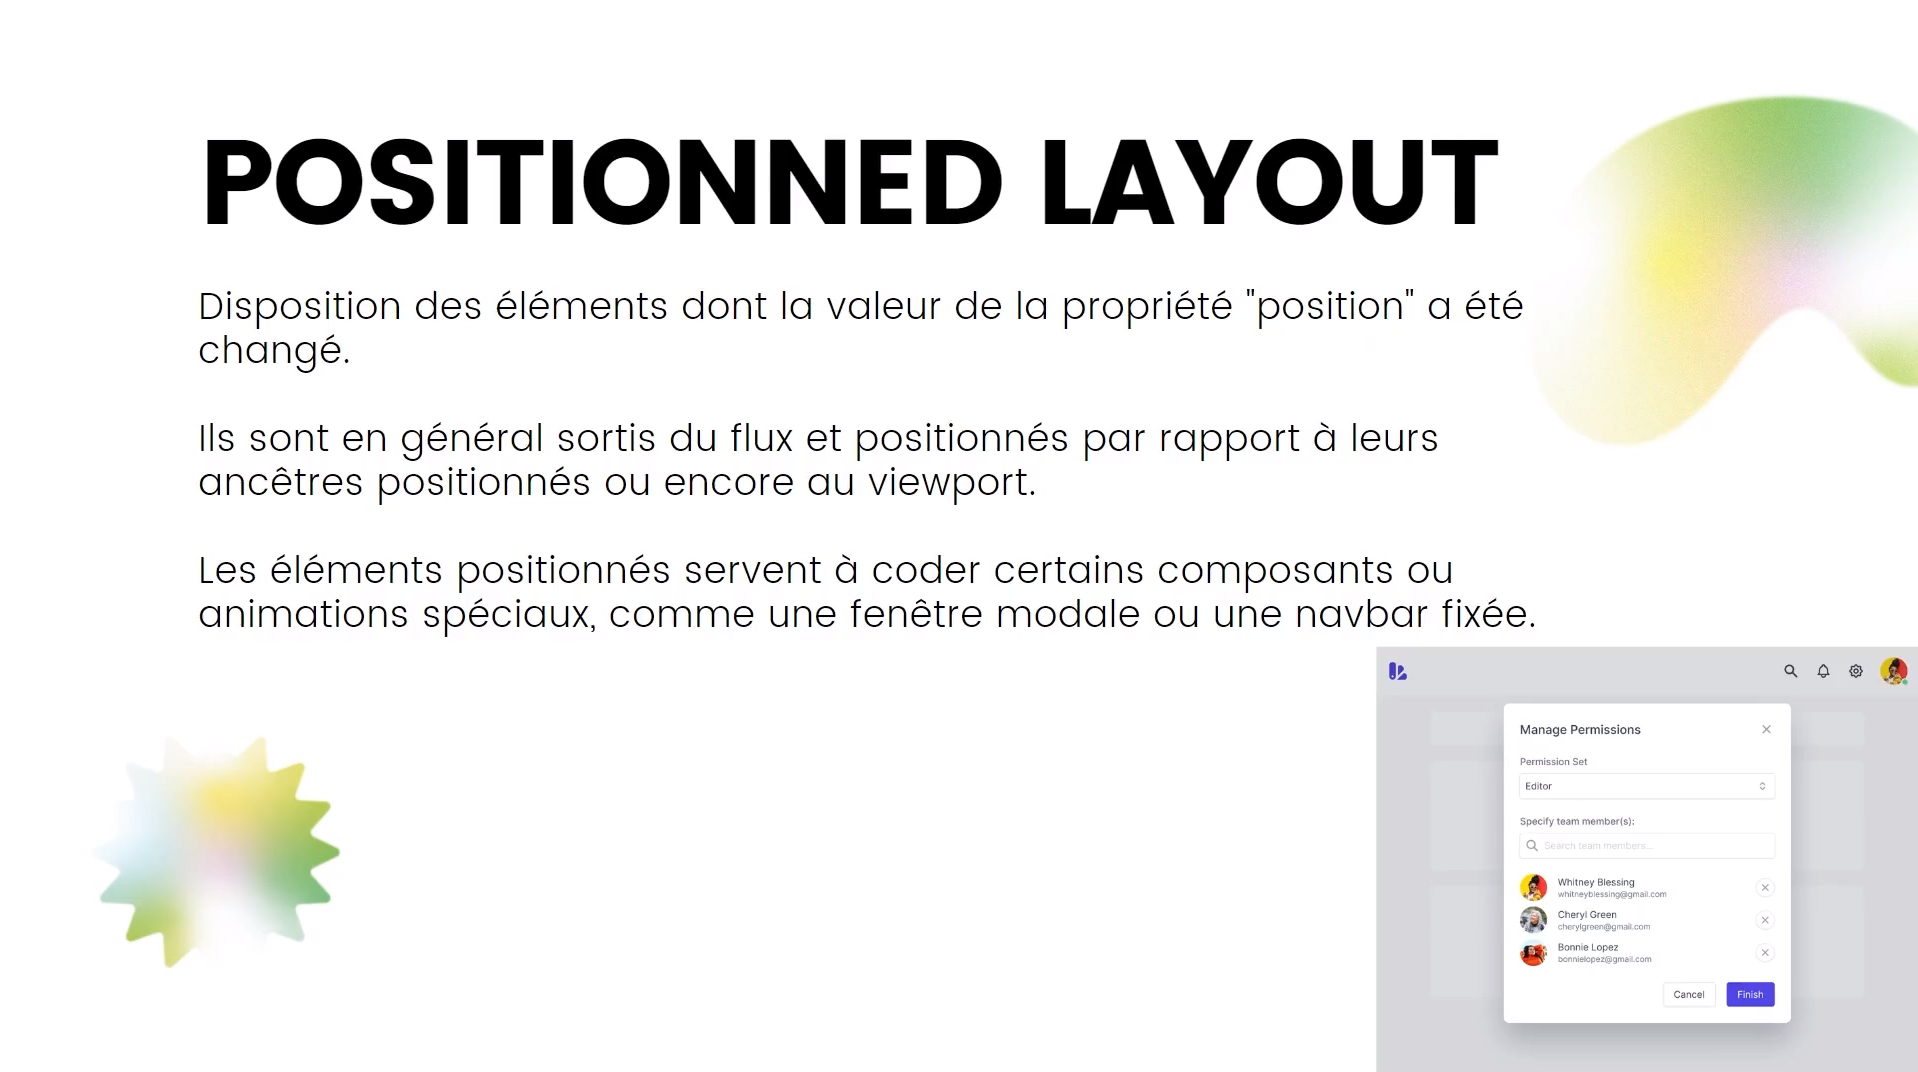 POSITIONNED LAYOUT
Disposition des éléments dont la valeur de la propriété "position" a été
changé.
Ils sont en général sortis du flux et positionnés par rapport à leurs
ancêtres positionnés ou encore au viewport.
Les éléments positionnés servent à coder certains composants ou
animations spéciaux, comme une fenêtre modale ou une navbar fixée.
Manage Permissions
Permission Set
Editor
Specify team member(s):
Search team members...
Whitney Blessing
whitneyblessing@gmail.com
Cheryl Green
cherylgreen@gmail.com
Bonnie Lopez
bonnielopez@gmail.com
Cancel
Finish